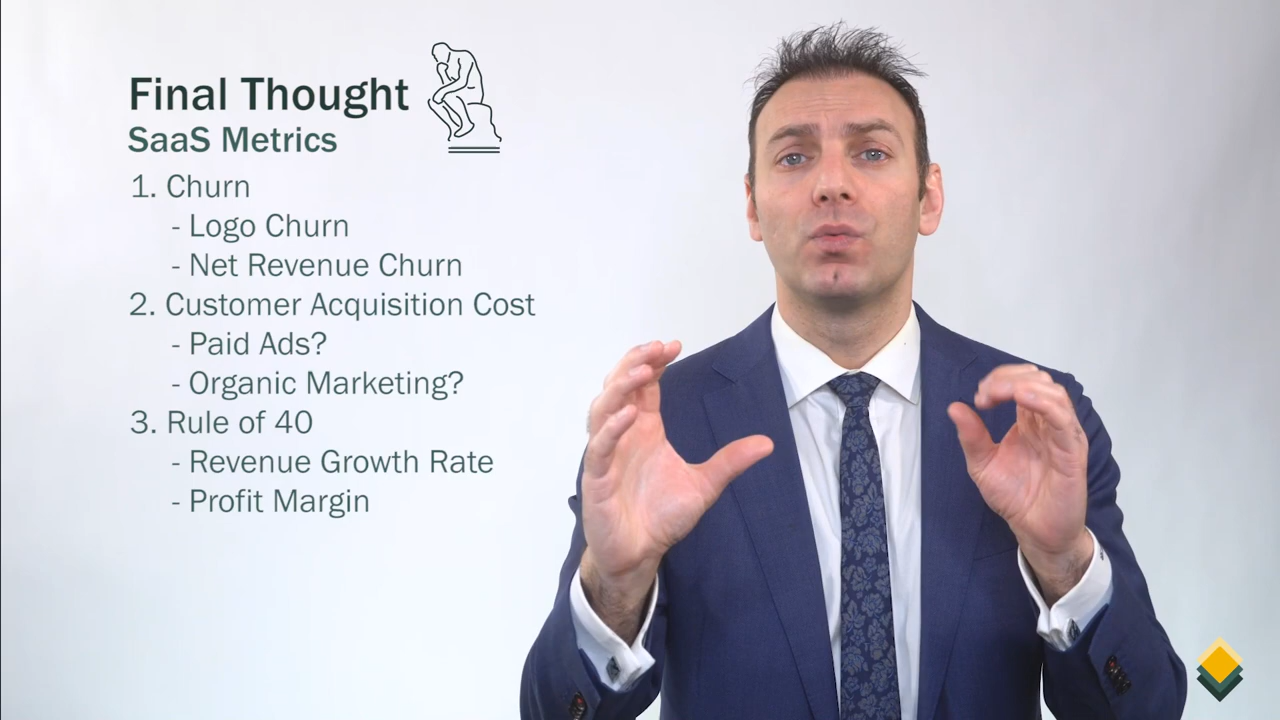 Final Thought
SaaS Metrics
1. Churn
- Logo Churn
- Net Revenue Churn
2. Customer Acquisition Cost
- Paid Ads?
- Organic Marketing?
3. Rule of 40
- Revenue Growth Rate
- Profit Margin